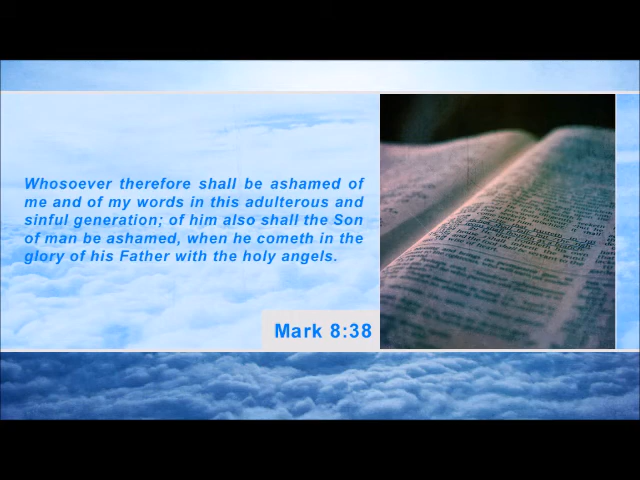 Whosoever therefore shall be ashamed of
me and of my words in this adulterous and
sinful generation; of him also shall the Son
of man be ashamed, when he cometh in the
glory of his Father with the holy angels.
Mark 8:38